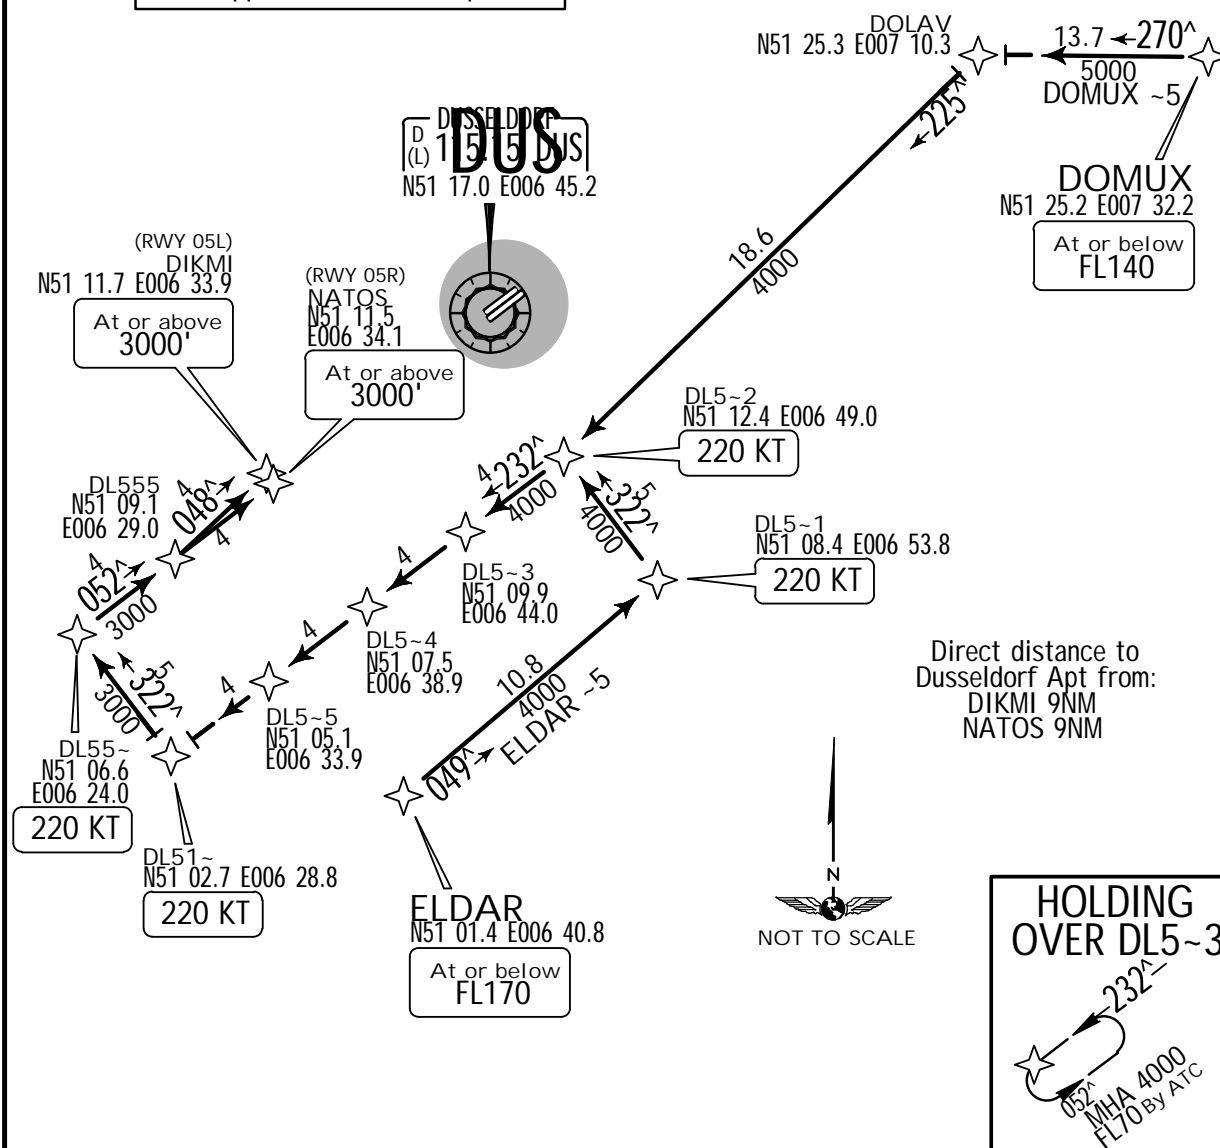 DOLAV
N51 25.3 E007 10.3
13.7 270^
5000
DOMUX ~5
225^
DOMUX
N51 25.2 E007 32.2
At or below
FL140
DUSSELDORF
DUS
D
(L) 115.15 DUS
N51 17.0 E006 45.2
18.6
4000
(RWY 05L)
DIKMI
N51 11.7 E006 33.9
At or above
3000'
(RWY 05R)
NATOS
N51 11.5
E006 34.1
At or above
3000'
DL5~2
N51 12.4 E006 49.0
220 KT
4
232^
4000
5
322^
4000
DL5~1
N51 08.4 E006 53.8
220 KT
DL555
N51 09.1
E006 29.0
4
048^
4
4
052^
3000
4
DL5~3
N51 09.9
E006 44.0
4
DL5~4
N51 07.5
E006 38.9
4
DL5~5
N51 05.1
E006 33.9
5
322^
3000
DL55~
N51 06.6
E006 24.0
220 KT
DL51~
N51 02.7 E006 28.8
220 KT
10.8
4000
049^
ELDAR ~5
ELDAR
N51 01.4 E006 40.8
At or below
FL170
Direct distance to
Dusseldorf Apt from:
DIKMI 9NM
NATOS 9NM
N
NOT TO SCALE
HOLDING
OVER DL5~3
232^
052^
MHA 4000
FL70 By ATC